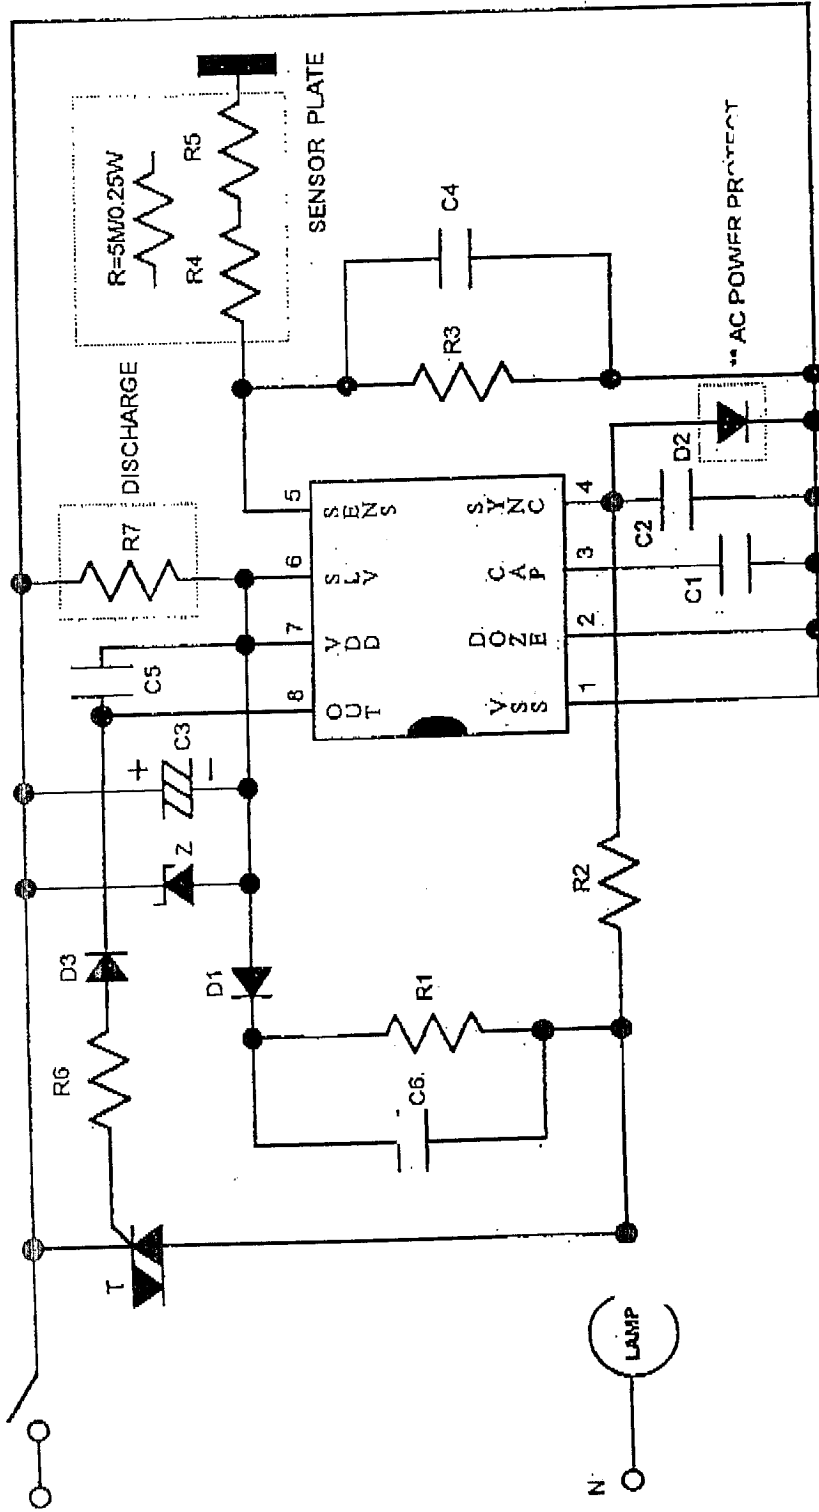 R=5M/0.25W
R4
R5
SENSOR PLATE
DISCHARGE
R7
C5
C3
+
−
Z
D3
R6
T
D1
R1
C6.
R2
R3
C4
** AC POWER PROTECT
D2
C2
C1
8
7
6
5
OUT
VDD
SLV
SENS
VSS
DOZE
CAP
SYNC
1
2
3
4
LAMP
N